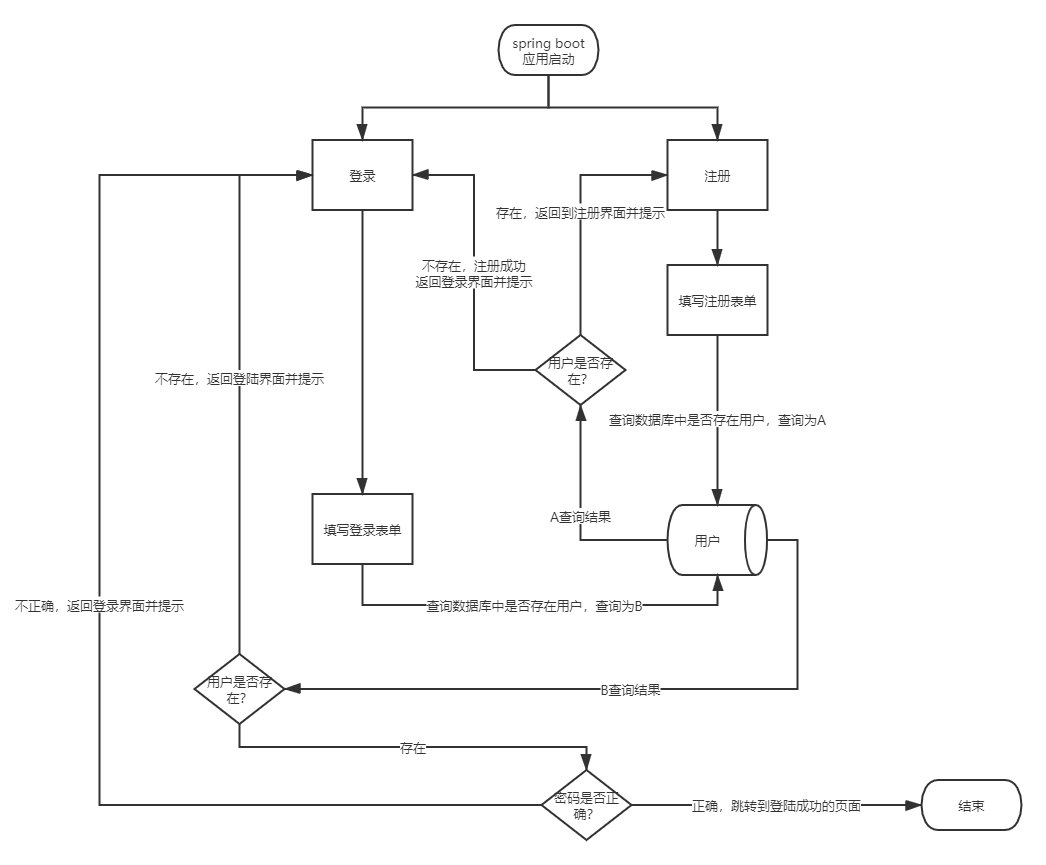 spring boot
应用启动
登录
注册
存在，返回到注册界面并提示
不存在，注册成功
返回登录界面并提示
填写注册表单
用户是否存
在？
不存在，返回登陆界面并提示
查询数据库中是否存在用户，查询为A
A查询结果
填写登录表单
用户
不正确，返回登录界面并提示
查询数据库中是否存在用户，查询为B
用户是否存
在？
B查询结果
存在
密码是否正
确？
正确，跳转到登陆成功的页面
结束